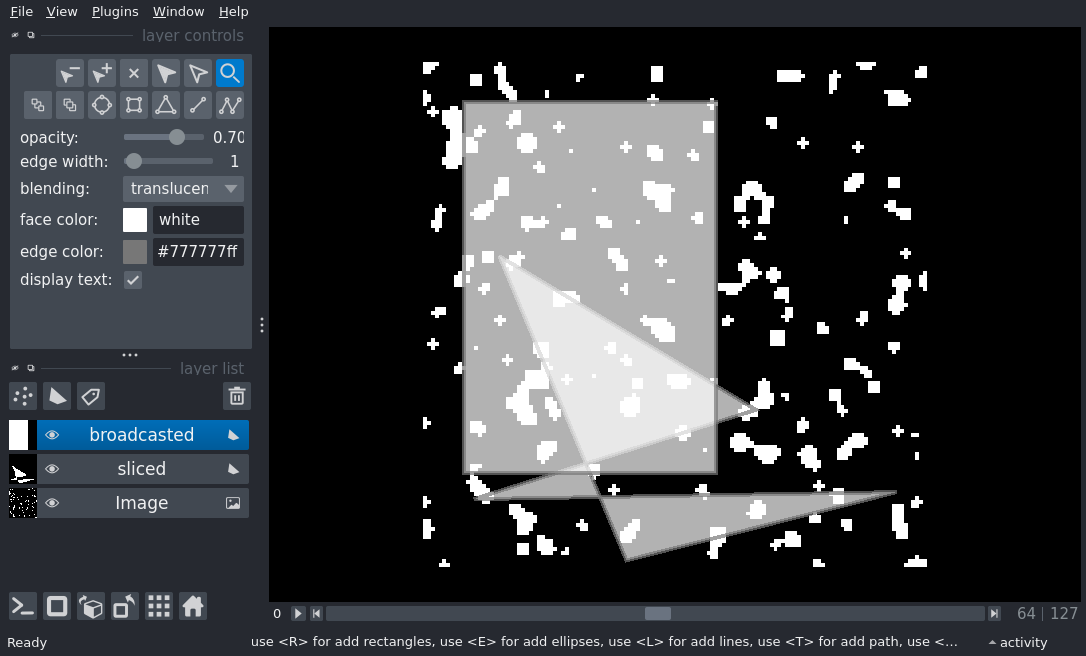 File View Plugins Window Help
layer controls
opacity: 0.70
edge width: 1
blending: translucen
face color: white
edge color: #777777ff
display text:
layer list
broadcasted
sliced
Image
0 64 127
Ready use <R> for add rectangles, use <E> for add ellipses, use <L> for add lines, use <T> for add path, use <... activity